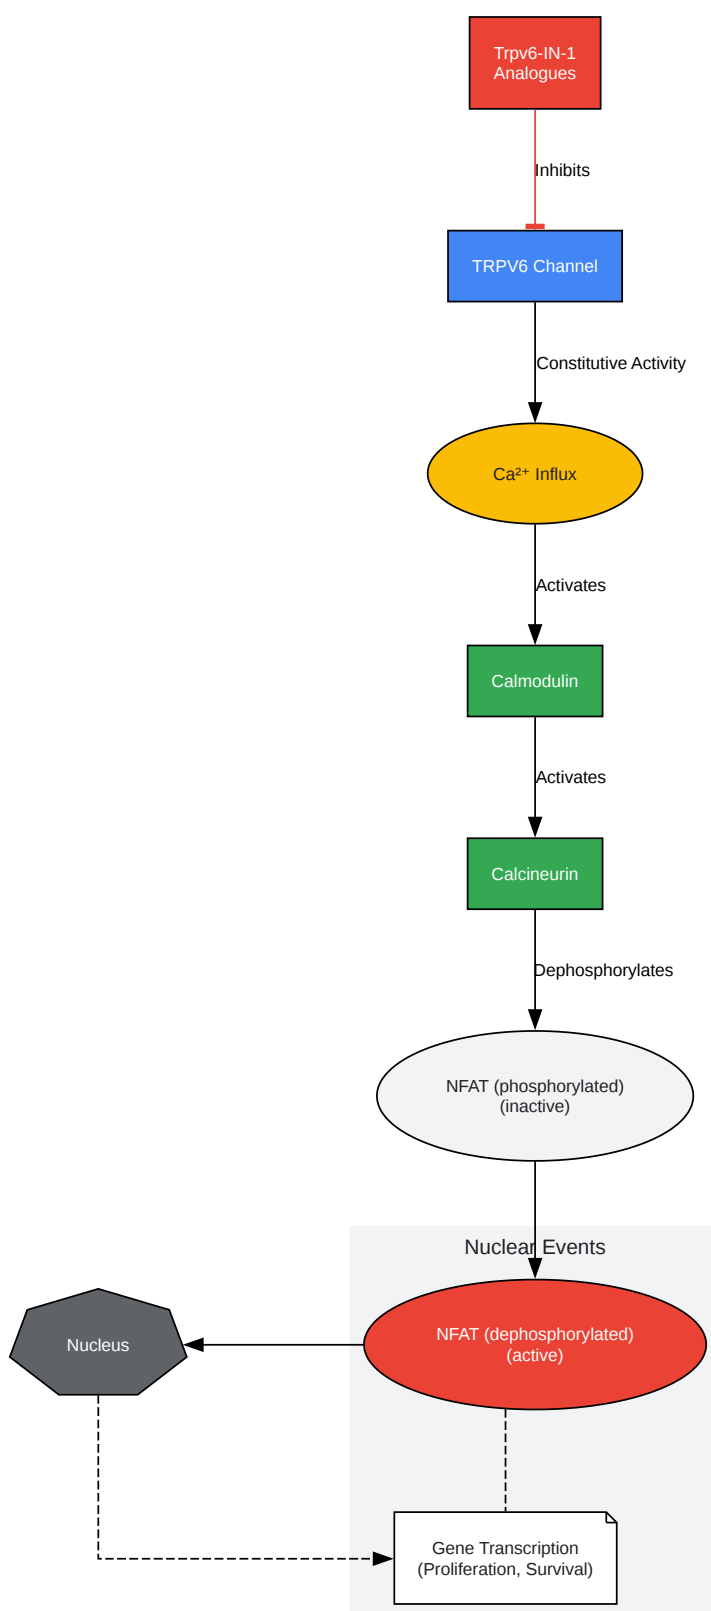 Trpv6-IN-1
Analogues
Inhibits
TRPV6 Channel
Constitutive Activity
Ca²⁺ Influx
Activates
Calmodulin
Activates
Calcineurin
Dephosphorylates
NFAT (phosphorylated)
(inactive)
Nuclear Events
Nucleus
NFAT (dephosphorylated)
(active)
Gene Transcription
(Proliferation, Survival)